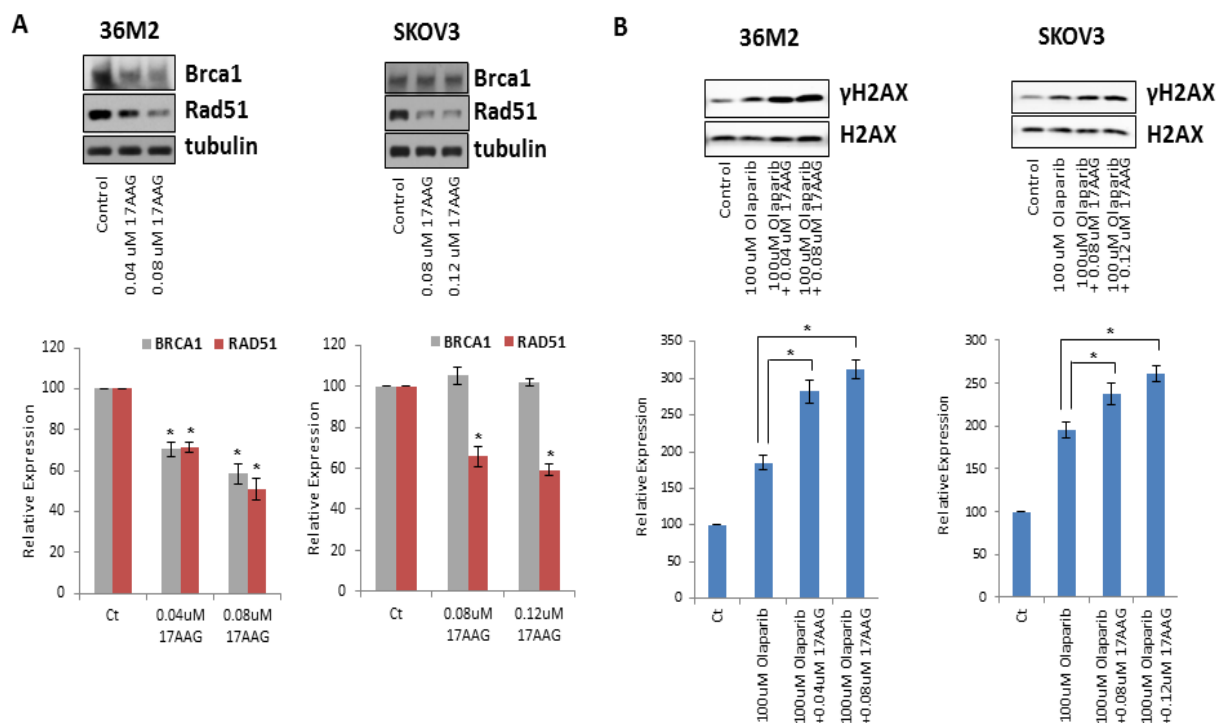 A
36M2
Brca1
Rad51
tubulin
Control
0.04 uM 17AAG
0.08 uM 17AAG
SKOV3
Brca1
Rad51
tubulin
Control
0.08 uM 17AAG
0.12 uM 17AAG
BRCA1 RAD51
Relative Expression
120
100
80
60
40
20
0
* *
* *
Ct
0.04uM
17AAG
0.08uM
17AAG
BRCA1 RAD51
Relative Expression
120
100
80
60
40
20
0
*
*
Ct
0.08uM
17AAG
0.12uM
17AAG
B
36M2
γH2AX
H2AX
Control
100 uM Olaparib
100uM Olaparib
+ 0.04 uM 17AAG
100 uM Olaparib
+ 0.08 uM 17AAG
SKOV3
γH2AX
H2AX
Control
100 uM Olaparib
100uM Olaparib
+ 0.08 uM 17AAG
100 uM Olaparib
+ 0.12 uM 17AAG
Relative Expression
350
300
250
200
150
100
50
0
*
*
Ct
100uM Olaparib
100uM Olaparib
+0.04uM 17AAG
100uM Olaparib
+0.08uM 17AAG
Relative Expression
300
250
200
150
100
50
0
*
*
Ct
100uM Olaparib
100uM Olaparib
+0.08uM 17AAG
100uM Olaparib
+0.12uM 17AAG